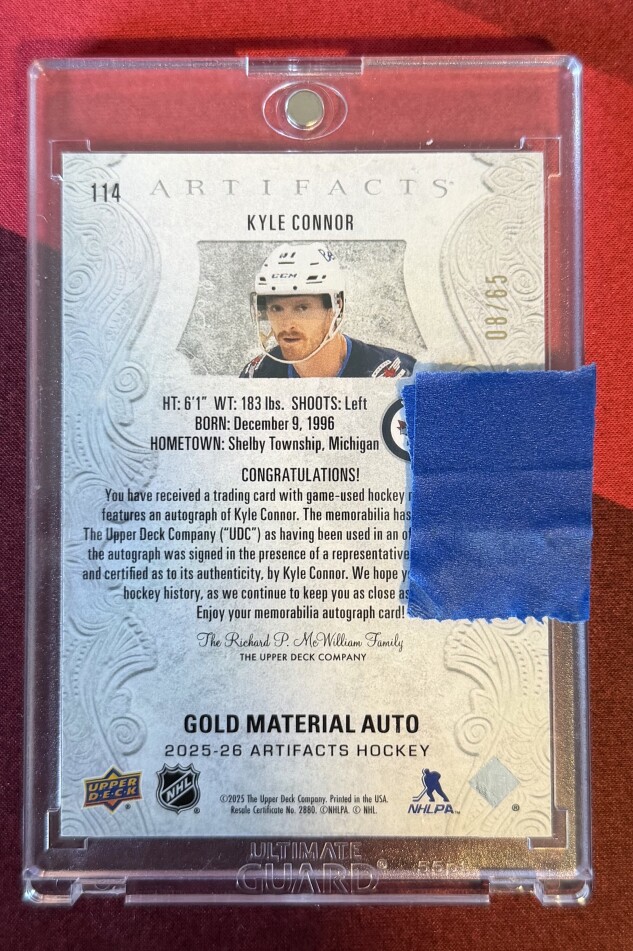 114
ARTIFACTS
KYLE CONNOR
08/65
CCM
HT: 6'1" WT: 183 lbs. SHOOTS: Left
BORN: December 9, 1996
HOMETOWN: Shelby Township, Michigan
CONGRATULATIONS!
You have received a trading card with game-used hockey
features an autograph of Kyle Connor. The memorabilia has
The Upper Deck Company ("UDC") as having been used in an
the autograph was signed in the presence of a representative
and certified as to its authenticity, by Kyle Connor. We hope
hockey history, as we continue to keep you as close as
Enjoy your memorabilia autograph card!
The Richard P. McWilliam Family
THE UPPER DECK COMPANY
GOLD MATERIAL AUTO
2025-26 ARTIFACTS HOCKEY
UPPER DECK
NHL
©2025 The Upper Deck Company. Printed in the USA.
Resale Certificate No. 2880. ©NHLPA. © NHL.
NHLPA
ULTIMATE
GUARD®